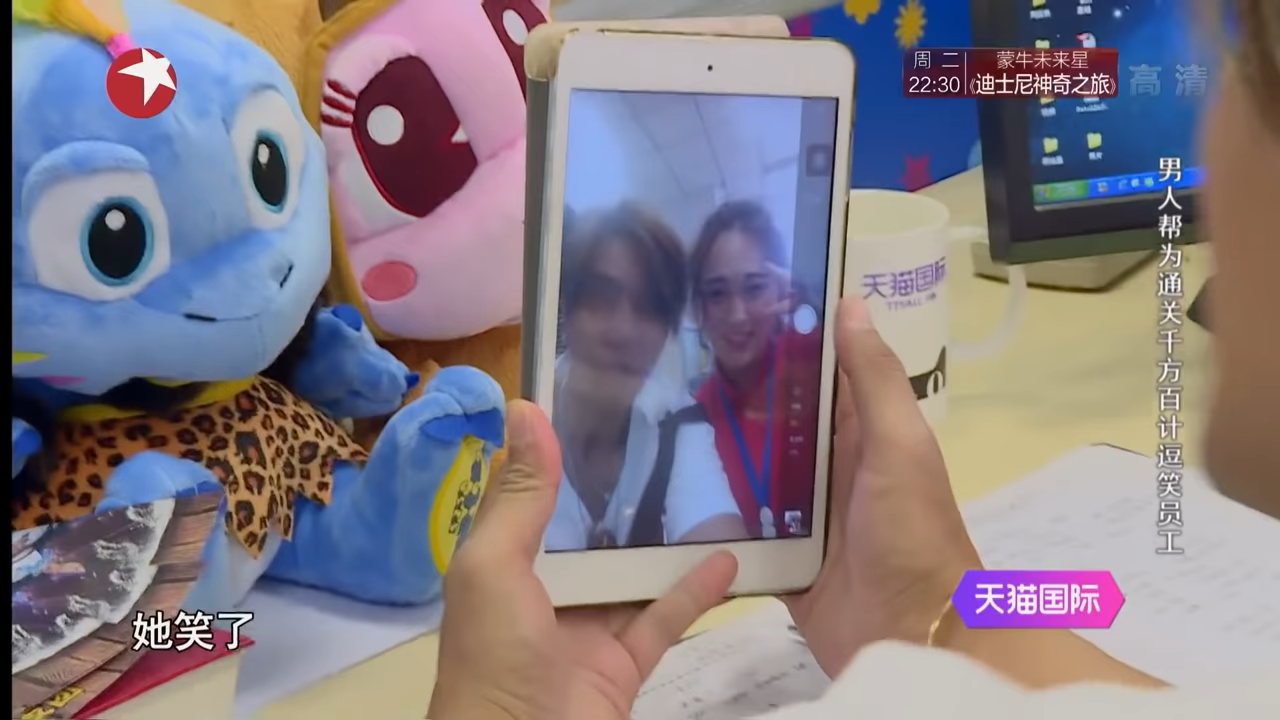 周二
22:30
蒙牛未来星
《迪士尼神奇之旅》
高清
男人帮为通关千方百计逗笑员工
天猫国际
天猫国际
她笑了